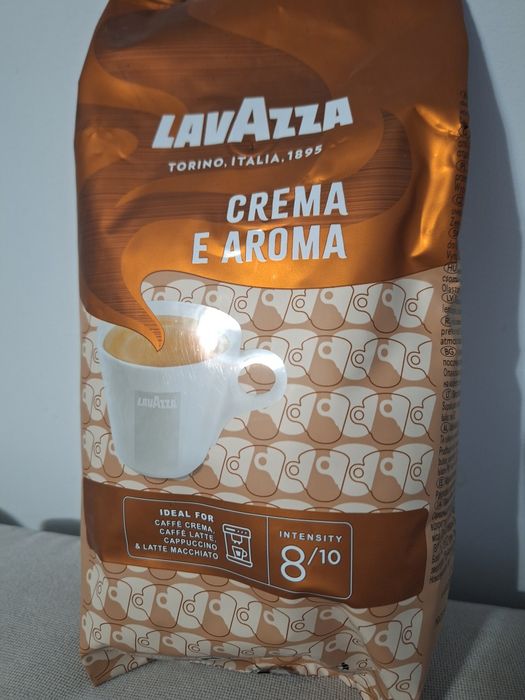 LAVAZZA
TORINO, ITALIA, 1895
CREMA
E AROMA
LAVAZZA
IDEAL FOR
CAFFÈ CREMA,
CAFFÈ LATTE,
CAPPUCCINO
& LATTE MACCHIATO
INTENSITY
8/10